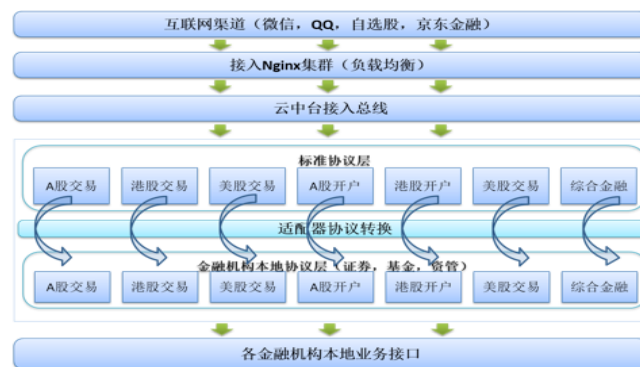 互联网渠道（微信，QQ，自选股，京东金融）
接入Nginx集群（负载均衡）
云中台接入总线
标准协议层
A股交易 港股交易 美股交易 A股开户 港股开户 美股交易 综合金融
适配器协议转换
金融机构本地协议层（证券，基金，资管）
A股交易 港股交易 美股交易 A股开户 港股开户 美股交易 综合金融
各金融机构本地业务接口